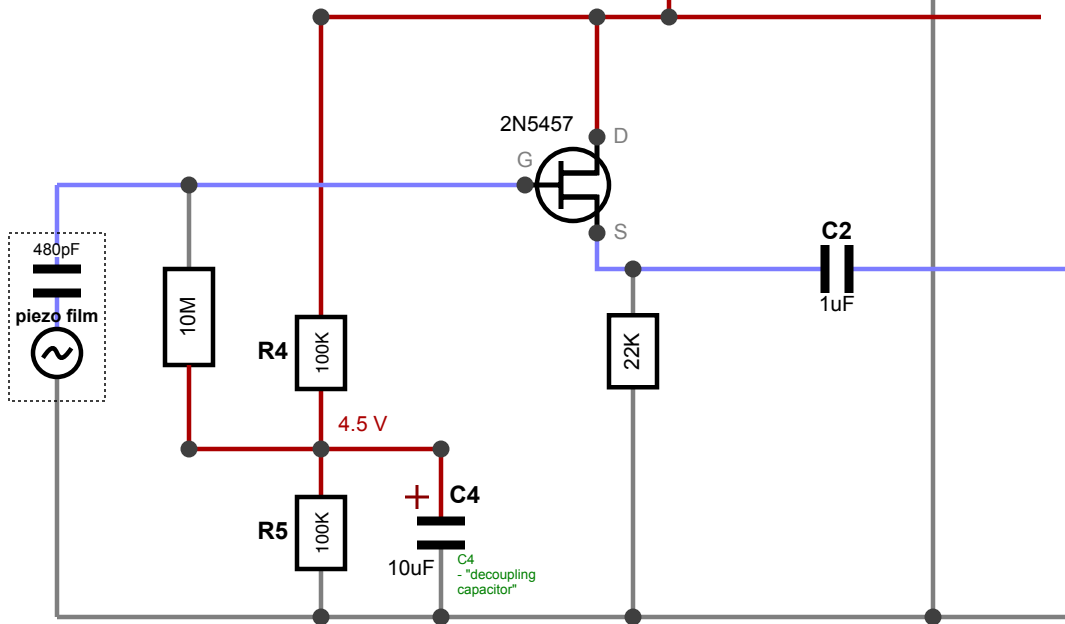 2N5457
D
G
S
C2
1uF
480pF
piezo film
10M
R4
100K
22K
4.5 V
+
C4
R5
100K
10uF
C4
- "decoupling
capacitor"